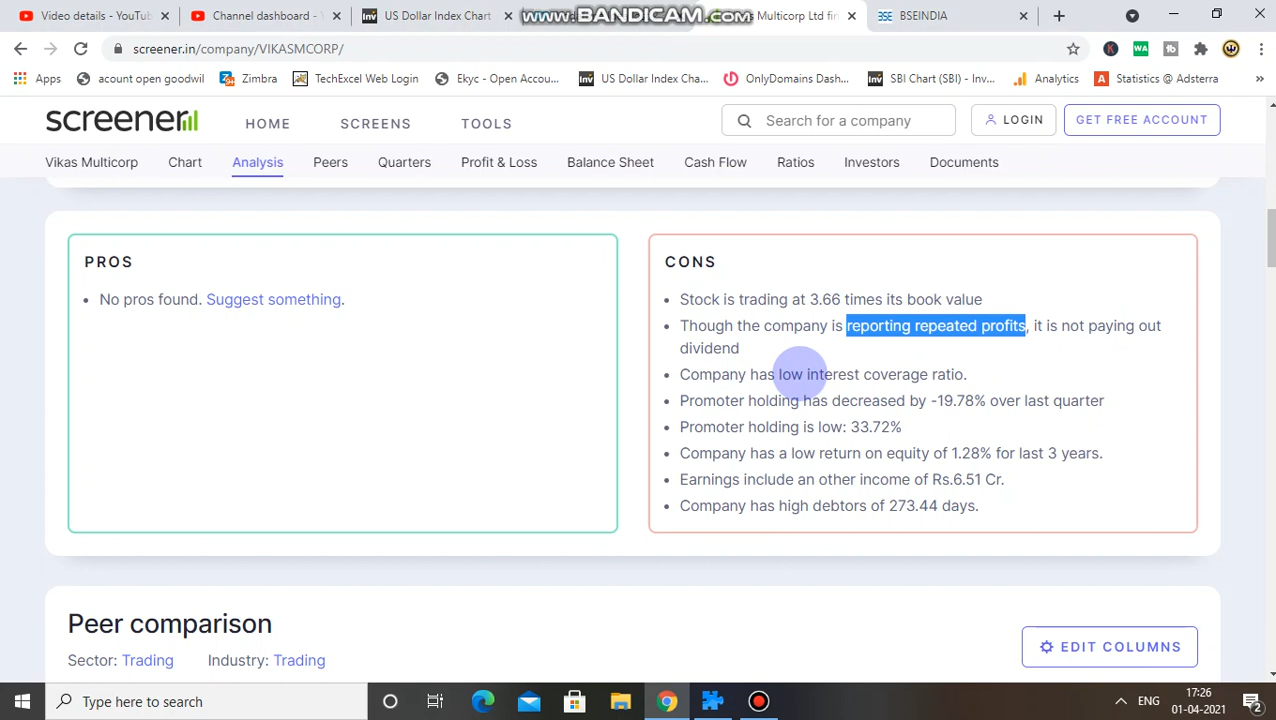 Video details - YouTu
Channel dashboard -
US Dollar Index Chart
www.BANDICAM.com
s Multicorp Ltd fin
BSEINDIA
screener.in/company/VIKASMCORP/
Apps
acount open goodwil
Zimbra
TechExcel Web Login
Ekyc - Open Accou...
US Dollar Index Cha...
OnlyDomains Dash...
SBI Chart (SBI) - Inv...
Analytics
Statistics @ Adsterra
screener
HOME
SCREENS
TOOLS
Search for a company
LOGIN
GET FREE ACCOUNT
Vikas Multicorp
Chart
Analysis
Peers
Quarters
Profit & Loss
Balance Sheet
Cash Flow
Ratios
Investors
Documents
PROS
No pros found. Suggest something.
CONS
Stock is trading at 3.66 times its book value
Though the company is reporting repeated profits, it is not paying out
dividend
Company has low interest coverage ratio.
Promoter holding has decreased by -19.78% over last quarter
Promoter holding is low: 33.72%
Company has a low return on equity of 1.28% for last 3 years.
Earnings include an other income of Rs.6.51 Cr.
Company has high debtors of 273.44 days.
Peer comparison
Sector: Trading
Industry: Trading
EDIT COLUMNS
Type here to search
ENG
17:26
01-04-2021
2